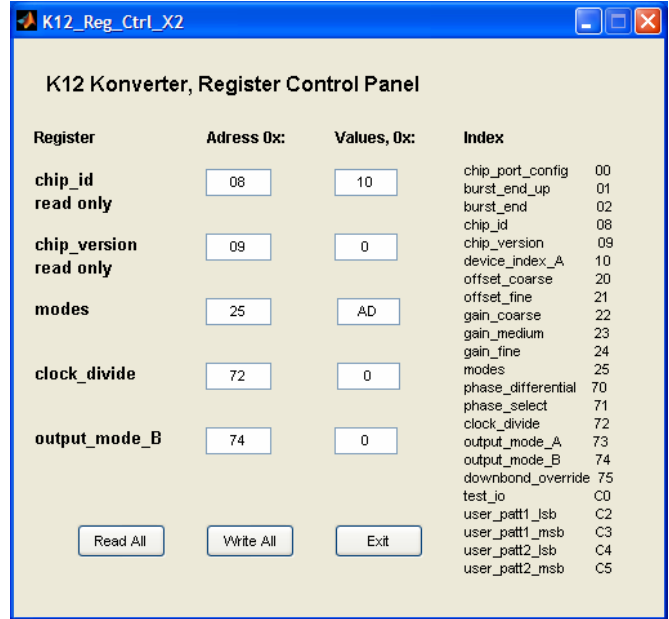 K12_Reg_Ctrl_X2
K12 Konverter, Register Control Panel
Register Adress 0x: Values, 0x:
chip_id 08 10
read only
chip_version 09 0
read only
modes 25 AD
clock_divide 72 0
output_mode_B 74 0
Read All Write All Exit
Index
chip_port_config 00
burst_end_up 01
burst_end 02
chip_id 08
chip_version 09
device_index_A 10
offset_coarse 20
offset_fine 21
gain_coarse 22
gain_medium 23
gain_fine 24
modes 25
phase_differential 70
phase_select 71
clock_divide 72
output_mode_A 73
output_mode_B 74
downbond_override 75
test_io C0
user_patt1_lsb C2
user_patt1_msb C3
user_patt2_lsb C4
user_patt2_msb C5